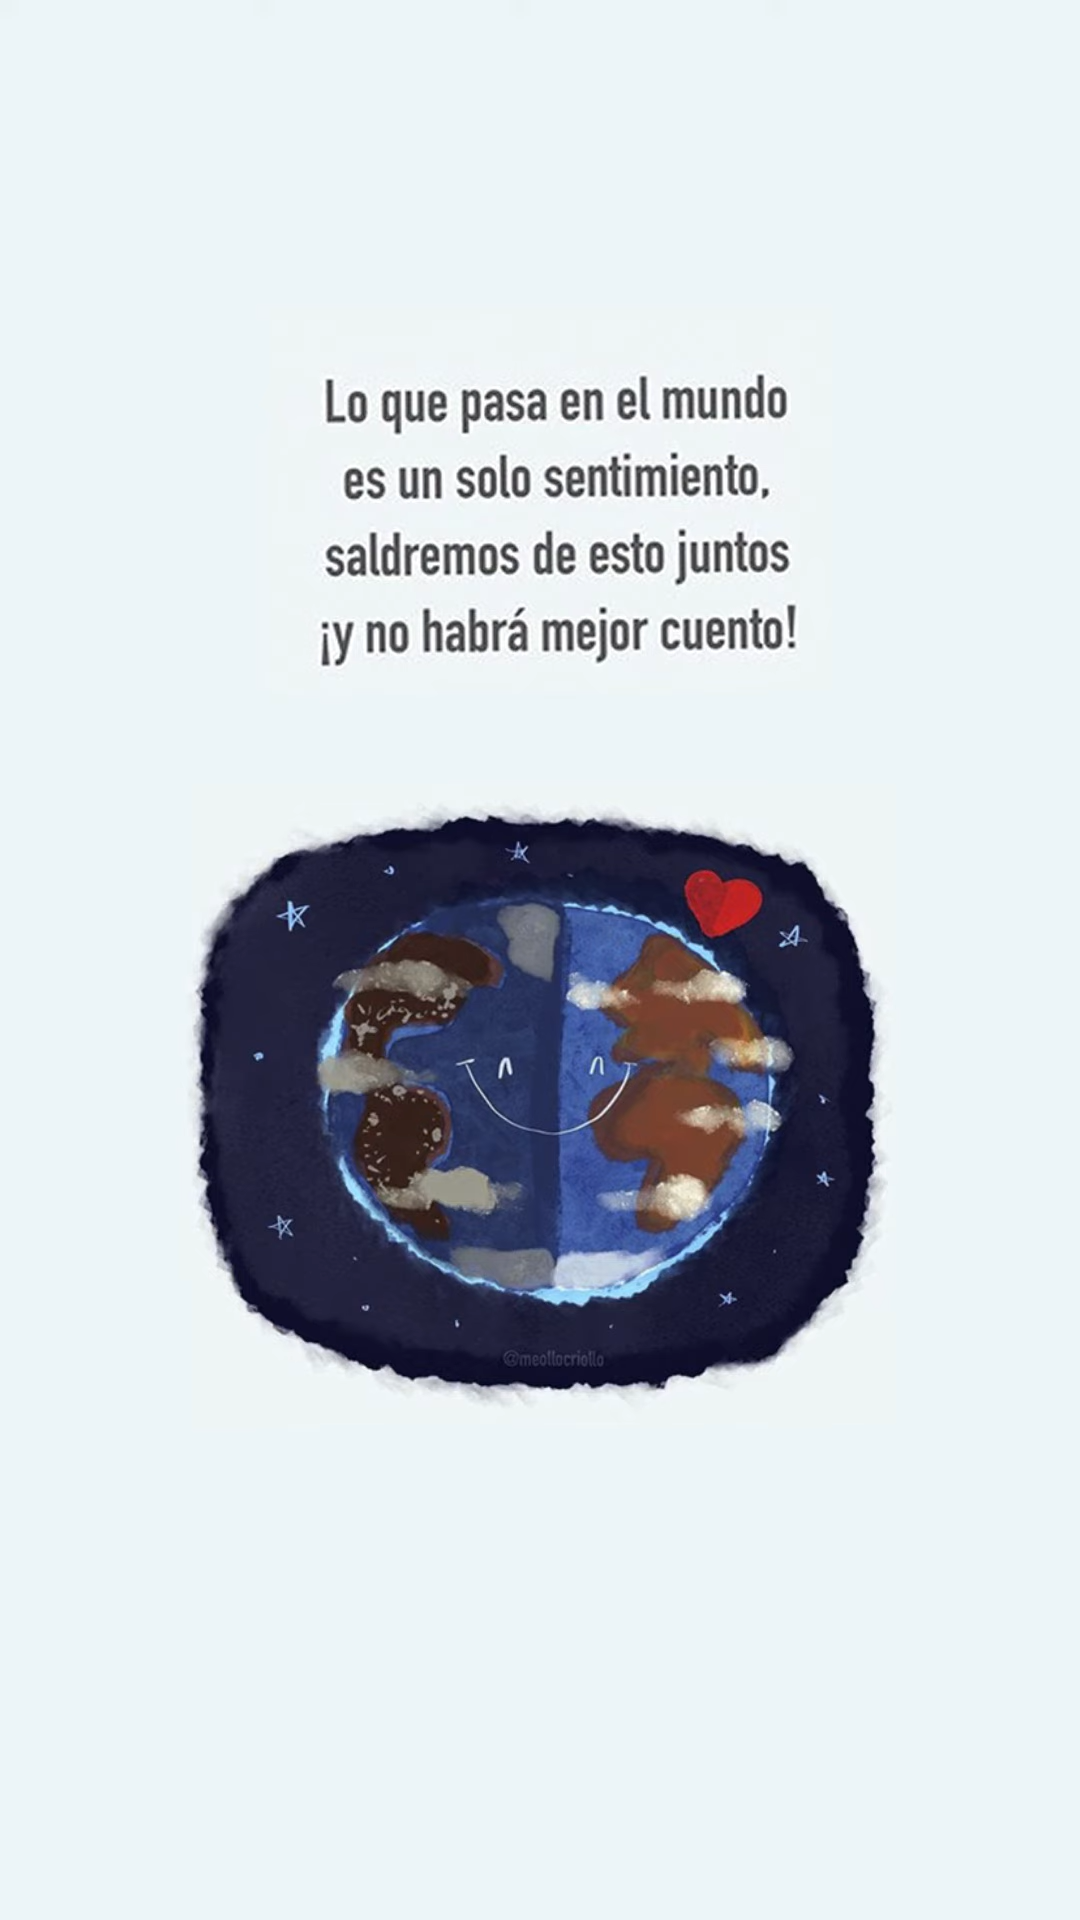 Lo que pasa en el mundo
es un solo sentimiento,
saldremos de esto juntos
¡y no habrá mejor cuento!
@meollocriollo